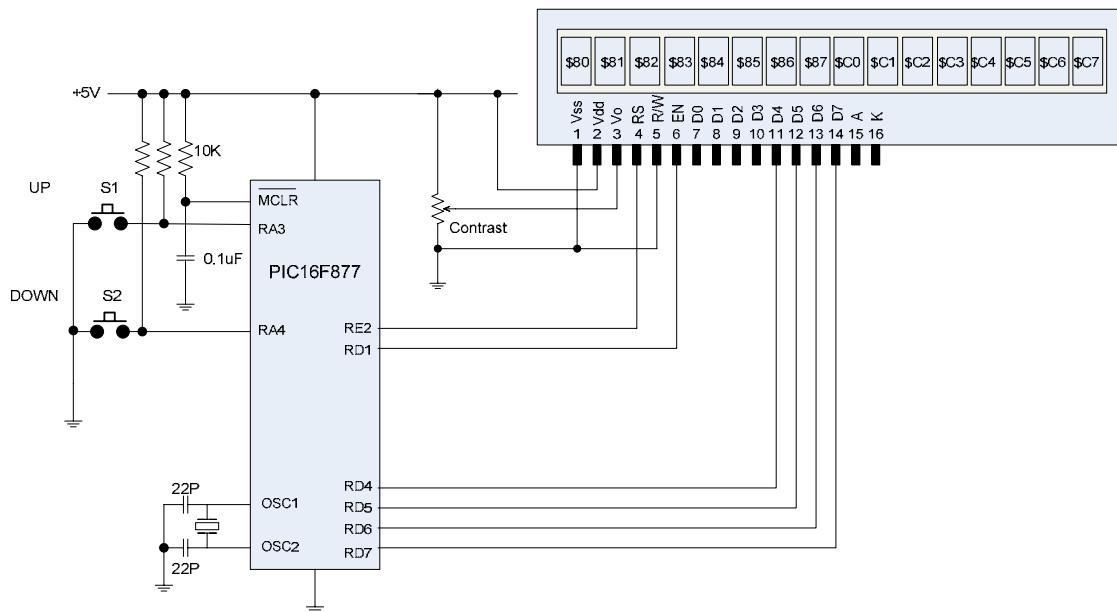 $80 $81 $82 $83 $84 $85 $86 $87 $C0 $C1 $C2 $C3 $C4 $C5 $C6 $C7
+5V
Vss Vdd Vo RS R/W EN D0 D1 D2 D3 D4 D5 D6 D7 A K
1 2 3 4 5 6 7 8 9 10 11 12 13 14 15 16
10K
UP S1
MCLR
RA3
Contrast
0.1uF
PIC16F877
DOWN S2
RA4
RE2
RD1
RD4
22P
OSC1
RD5
RD6
OSC2
RD7
22P